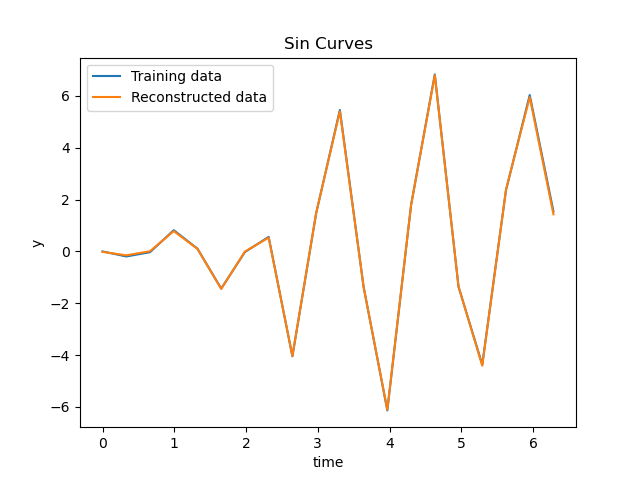 Sin Curves
Training data
Reconstructed data
6
4
2
0
−2
−4
−6
y
0 1 2 3 4 5 6
time